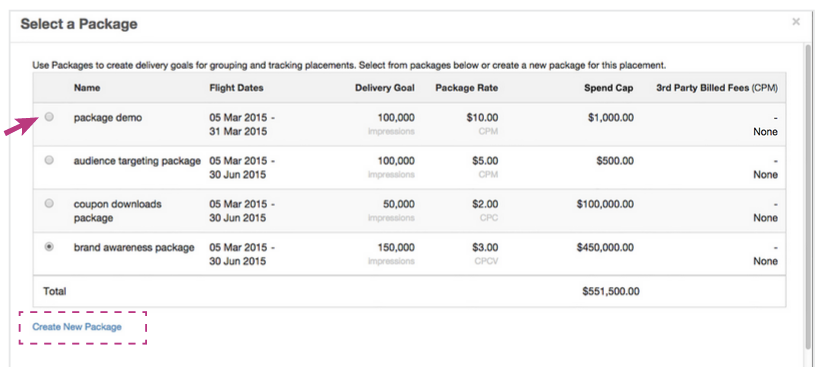 Select a Package
×
Use Packages to create delivery goals for grouping and tracking placements. Select from packages below or create a new package for this placement.
Name Flight Dates Delivery Goal Package Rate Spend Cap 3rd Party Billed Fees (CPM)
package demo 05 Mar 2015 - 100,000 $10.00 $1,000.00 -
31 Mar 2015 impressions CPM None
audience targeting package 05 Mar 2015 - 100,000 $5.00 $500.00 -
30 Jun 2015 impressions CPM None
coupon downloads 05 Mar 2015 - 50,000 $2.00 $100,000.00 -
package 30 Jun 2015 impressions CPC None
brand awareness package 05 Mar 2015 - 150,000 $3.00 $450,000.00 -
30 Jun 2015 impressions CPCV None
Total $551,500.00
Create New Package